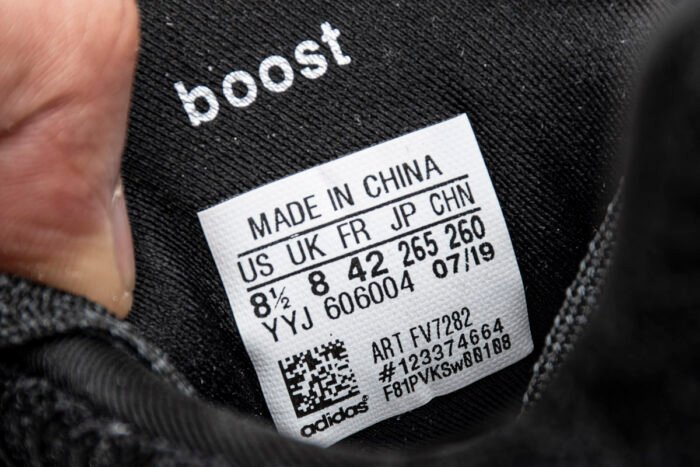 boost
MADE IN CHINA
US UK FR JP CHN
8½ 8 42 265 260
YYJ 606004 07/19
ART FV7282
#123374664
F81PVKSw00108
adidas